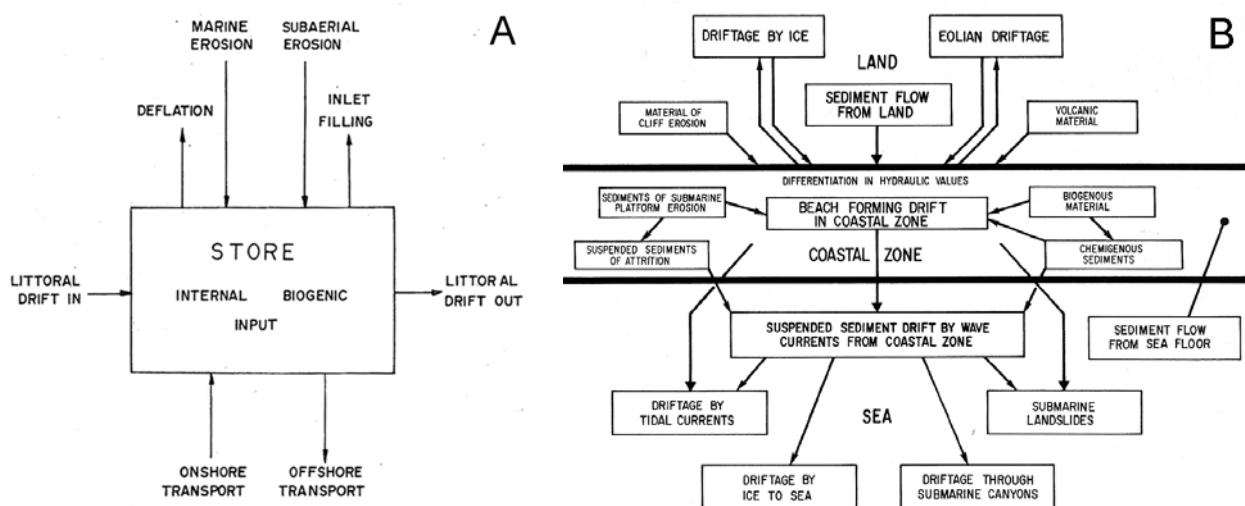 A
MARINE
EROSION
SUBAERIAL
EROSION
DEFLATION
INLET
FILLING
STORE
LITTORAL
DRIFT IN
INTERNAL BIOGENIC
INPUT
LITTORAL
DRIFT OUT
ONSHORE
TRANSPORT
OFFSHORE
TRANSPORT
B
DRIFTAGE BY ICE
EOLIAN DRIFTAGE
LAND
SEDIMENT FLOW
FROM LAND
MATERIAL OF
CLIFF EROSION
VOLCANIC
MATERIAL
DIFFERENTIATION IN HYDRAULIC VALUES
SEDIMENTS OF SUBMARINE
PLATFORM EROSION
BEACH FORMING DRIFT
IN COASTAL ZONE
BIOGENOUS
MATERIAL
SUSPENDED SEDIMENTS
OF ATTRITION
COASTAL ZONE
CHEMIGENOUS
SEDIMENTS
SUSPENDED SEDIMENT DRIFT BY WAVE
CURRENTS FROM COASTAL ZONE
SEDIMENT FLOW
FROM SEA FLOOR
DRIFTAGE BY
TIDAL CURRENTS
SEA
SUBMARINE
LANDSLIDES
DRIFTAGE BY
ICE TO SEA
DRIFTAGE THROUGH
SUBMARINE CANYONS